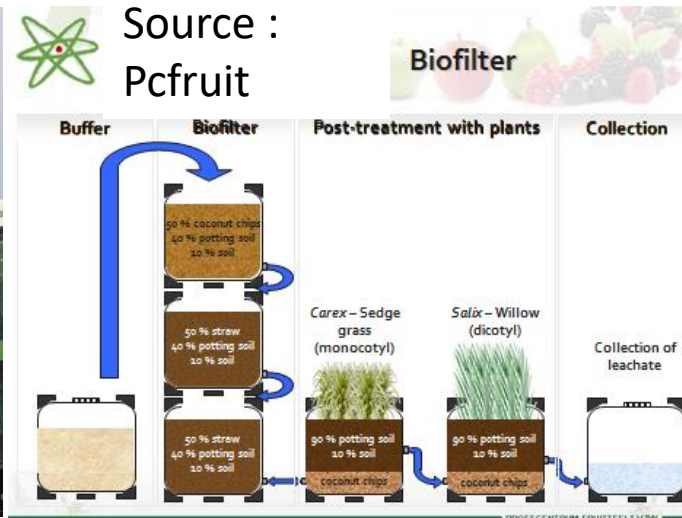 Source :
Pcfruit
Biofilter
Buffer
Biofilter
Post-treatment with plants
Collection
50 % coconut chips
40 % potting soil
10 % soil
50 % straw
40 % potting soil
10 % soil
50 % straw
40 % potting soil
10 % soil
Carex – Sedge
grass
(monocotyl)
90 % potting soil
10 % soil
coconut chips
Salix – Willow
(dicotyl)
90 % potting soil
10 % soil
coconut chips
Collection of
leachate